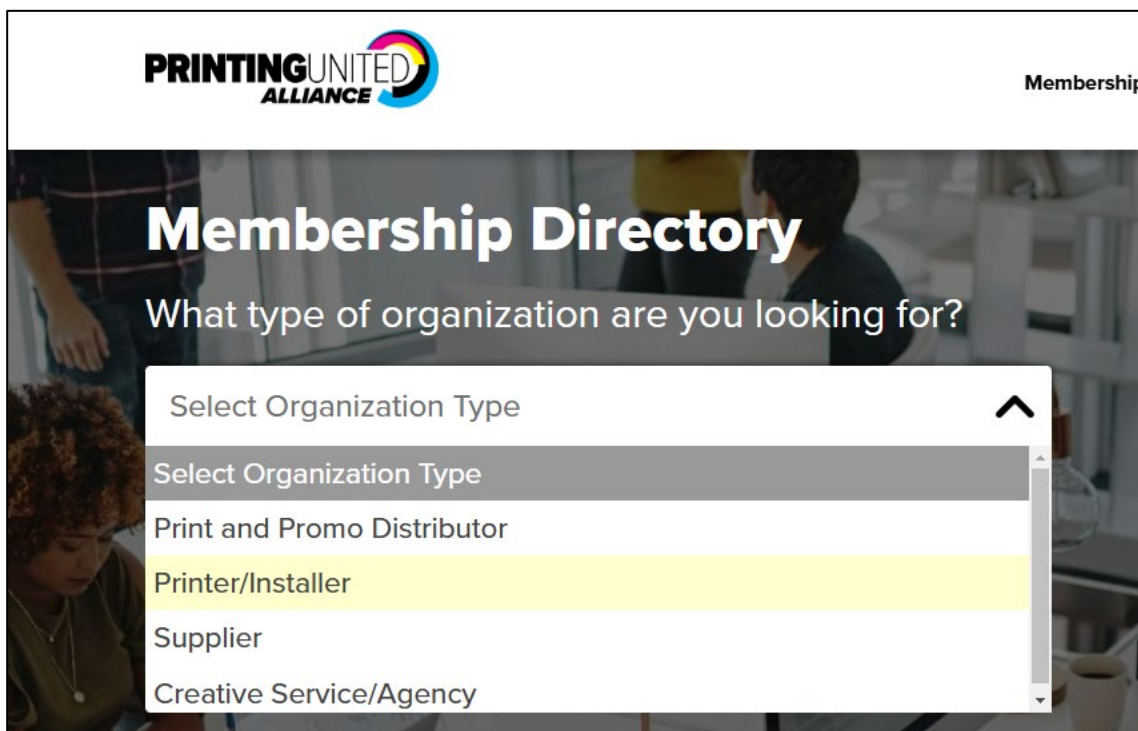 PRINTINGUNITED
ALLIANCE
Membership
Membership Directory
What type of organization are you looking for?
Select Organization Type
Select Organization Type
Print and Promo Distributor
Printer/Installer
Supplier
Creative Service/Agency